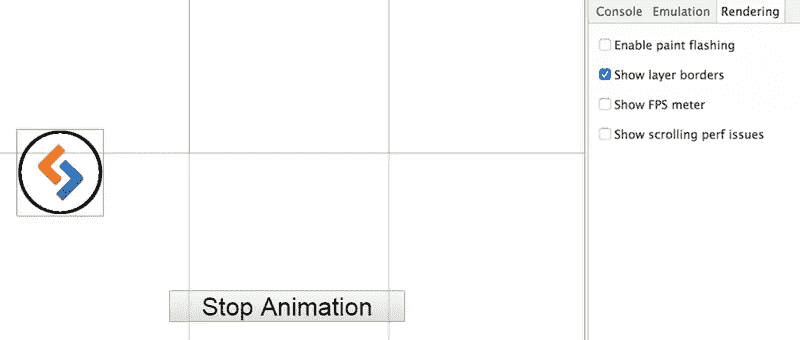 Console Emulation Rendering
Enable paint flashing
Show layer borders
Show FPS meter
Show scrolling perf issues
Stop Animation